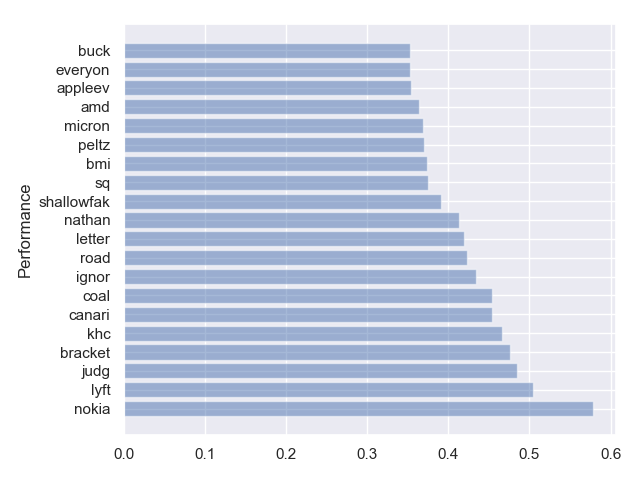 buck
everyon
appleev
amd
micron
peltz
bmi
sq
shallowfak
nathan
letter
road
ignor
coal
canari
khc
bracket
judg
lyft
nokia
Performance
0.0 0.1 0.2 0.3 0.4 0.5 0.6